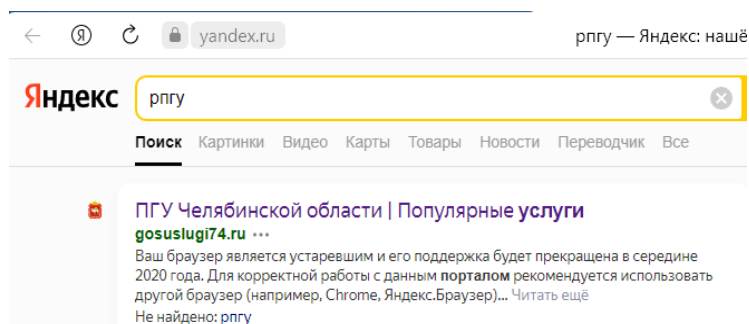 Я yandex.ru рпгу — Яндекс: нашё
Яндекс рпгу
Поиск Картинки Видео Карты Товары Новости Переводчик Все
ПГУ Челябинской области | Популярные услуги
gosuslugi74.ru ...
Ваш браузер является устаревшим и его поддержка будет прекращена в середине
2020 года. Для корректной работы с данным порталом рекомендуется использовать
другой браузер (например, Chrome, Яндекс.Браузер)... Читать ещё
Не найдено: рпгу